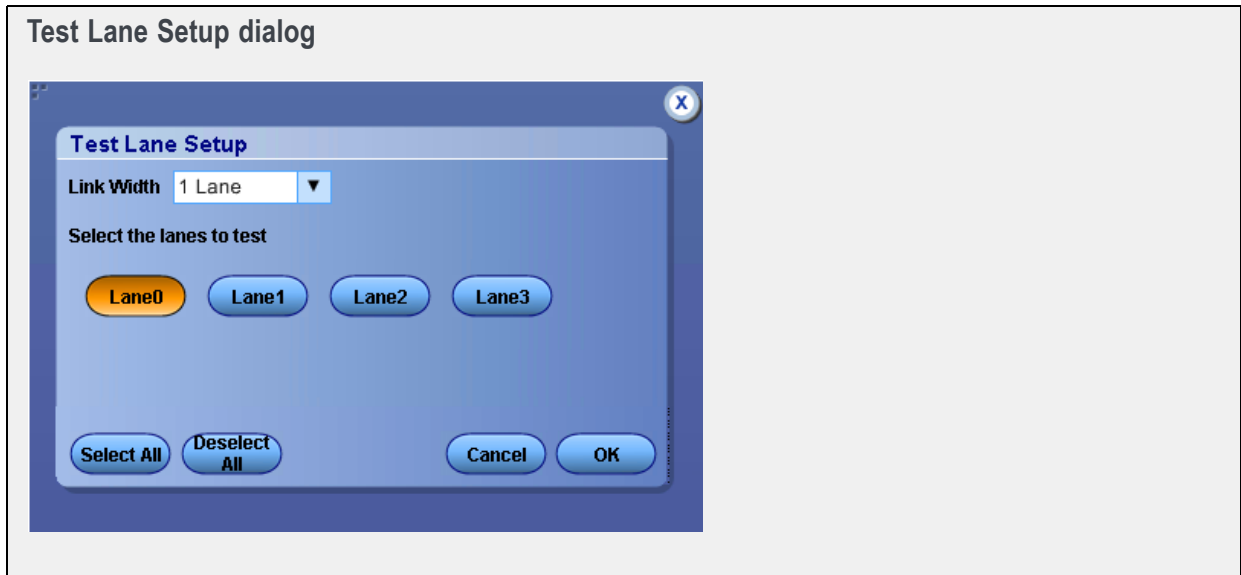 Test Lane Setup dialog
X
Test Lane Setup
Link Width 1 Lane
Select the lanes to test
Lane0 Lane1 Lane2 Lane3
Select All Deselect All Cancel OK